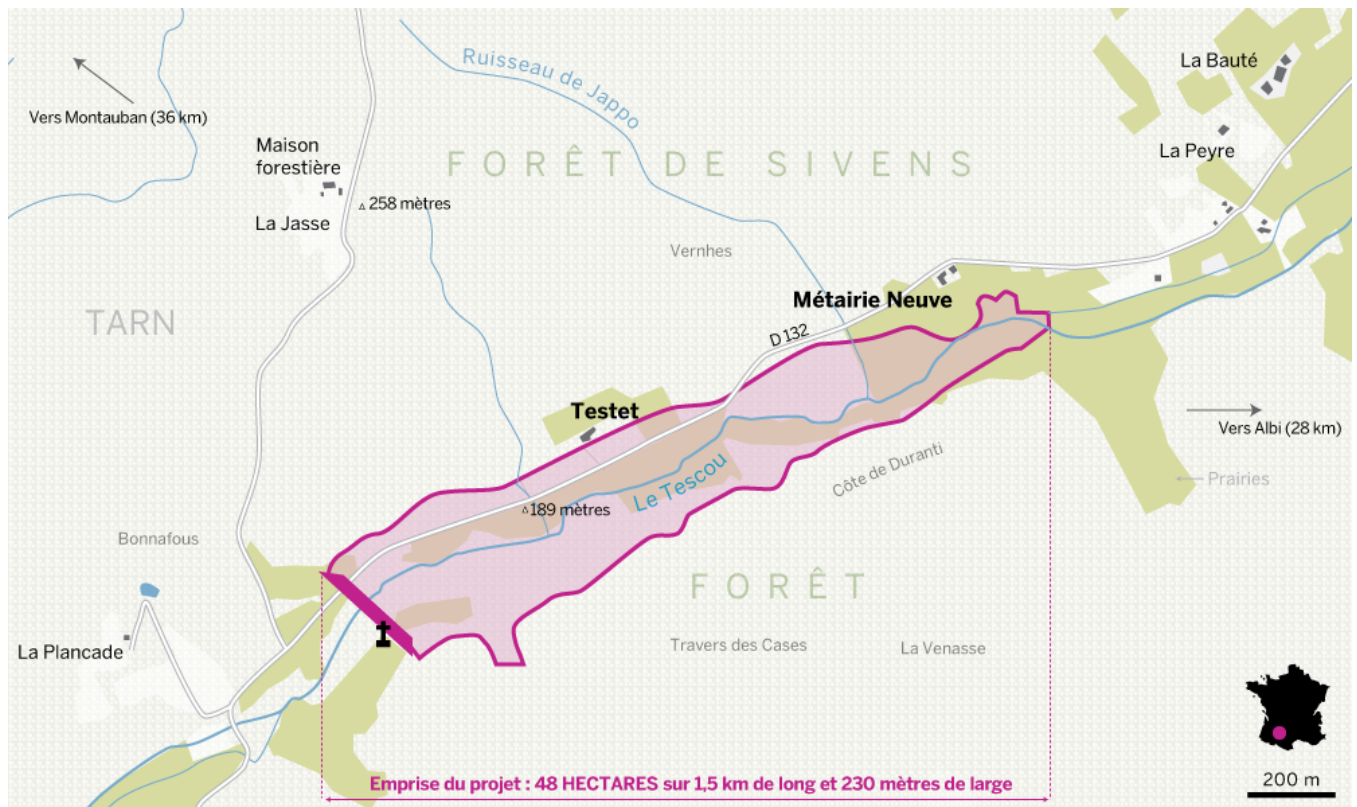 La Bauté
Ruisseau de Jappo
Vers Montauban (36 km)
Maison
forestière
FORÊT DE SIVENS
La Peyre
258 mètres
La Jasse
Vernhes
Métairie Neuve
TARN
D 132
Testet
Vers Albi (28 km)
Côte de Duranti
Le Tescou
Prairies
189 mètres
Bonnafous
FORÊT
La Plancade
Travers des Cases
La Venasse
Emprise du projet : 48 HECTARES sur 1,5 km de long et 230 mètres de large
200 m